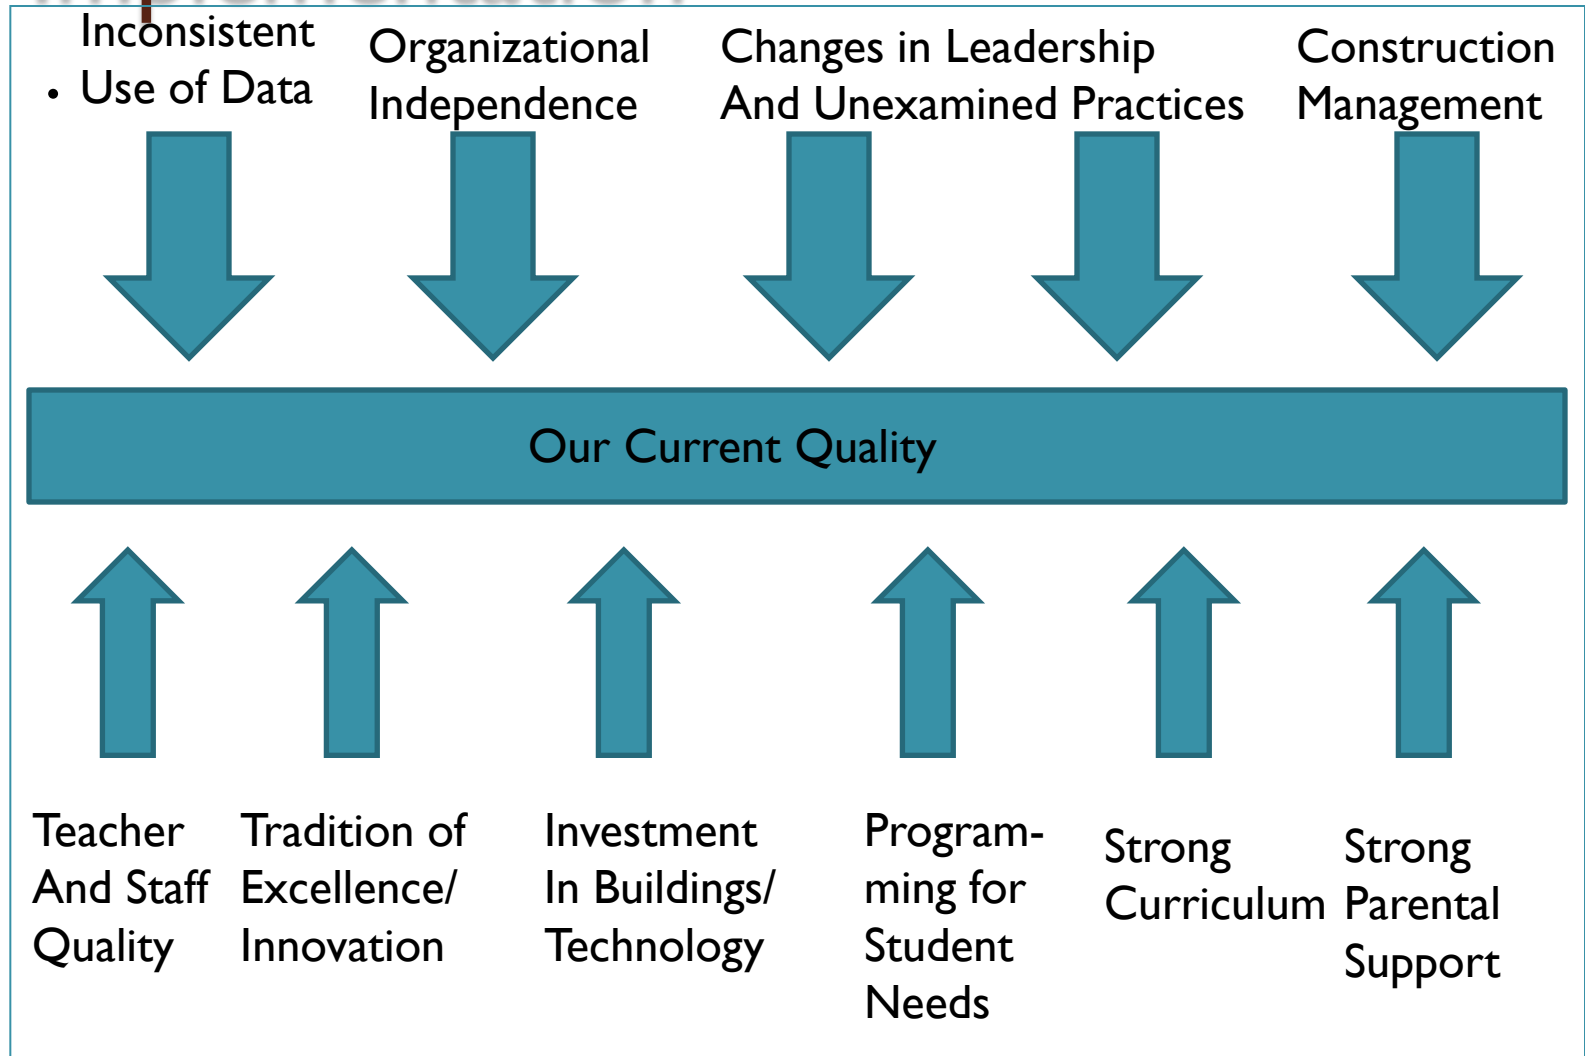 Implementation
Inconsistent
• Use of Data
Organizational
Independence
Changes in Leadership
And Unexamined Practices
Construction
Management
Our Current Quality
Teacher
And Staff
Quality
Tradition of
Excellence/
Innovation
Investment
In Buildings/
Technology
Program-
ming for
Student
Needs
Strong
Curriculum
Strong
Parental
Support